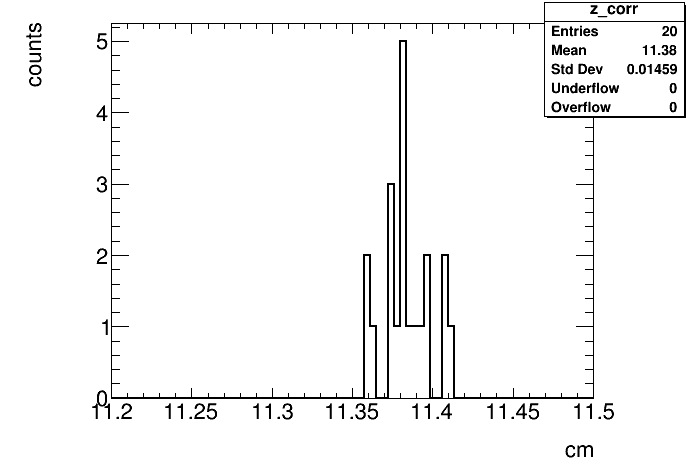 z_corr
Entries 20
Mean 11.38
Std Dev 0.01459
Underflow 0
Overflow 0
counts
5
4
3
2
1
0
11.2 11.25 11.3 11.35 11.4 11.45 11.5
cm